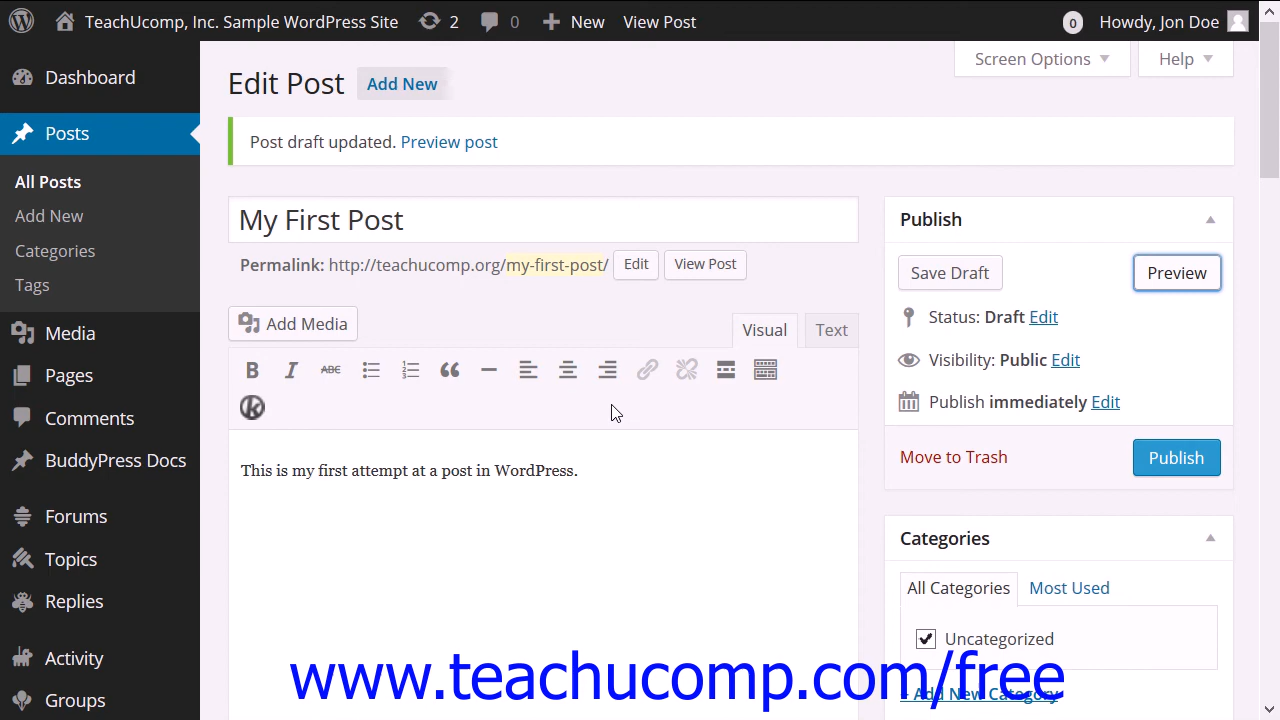 TeachUcomp, Inc. Sample WordPress Site 2 0 New View Post 0 Howdy, Jon Doe
Screen Options Help
Dashboard
Posts
All Posts
Add New
Categories
Tags
Media
Pages
Comments
BuddyPress Docs
Forums
Topics
Replies
Activity
Groups
Edit Post Add New
Post draft updated. Preview post
My First Post
Permalink: http://teachucomp.org/my-first-post/ Edit View Post
Add Media Visual Text
B I ABC
This is my first attempt at a post in WordPress.
Publish
Save Draft Preview
Status: Draft Edit
Visibility: Public Edit
Publish immediately Edit
Move to Trash Publish
Categories
All Categories Most Used
Uncategorized
+ Add New Category
www.teachucomp.com/free